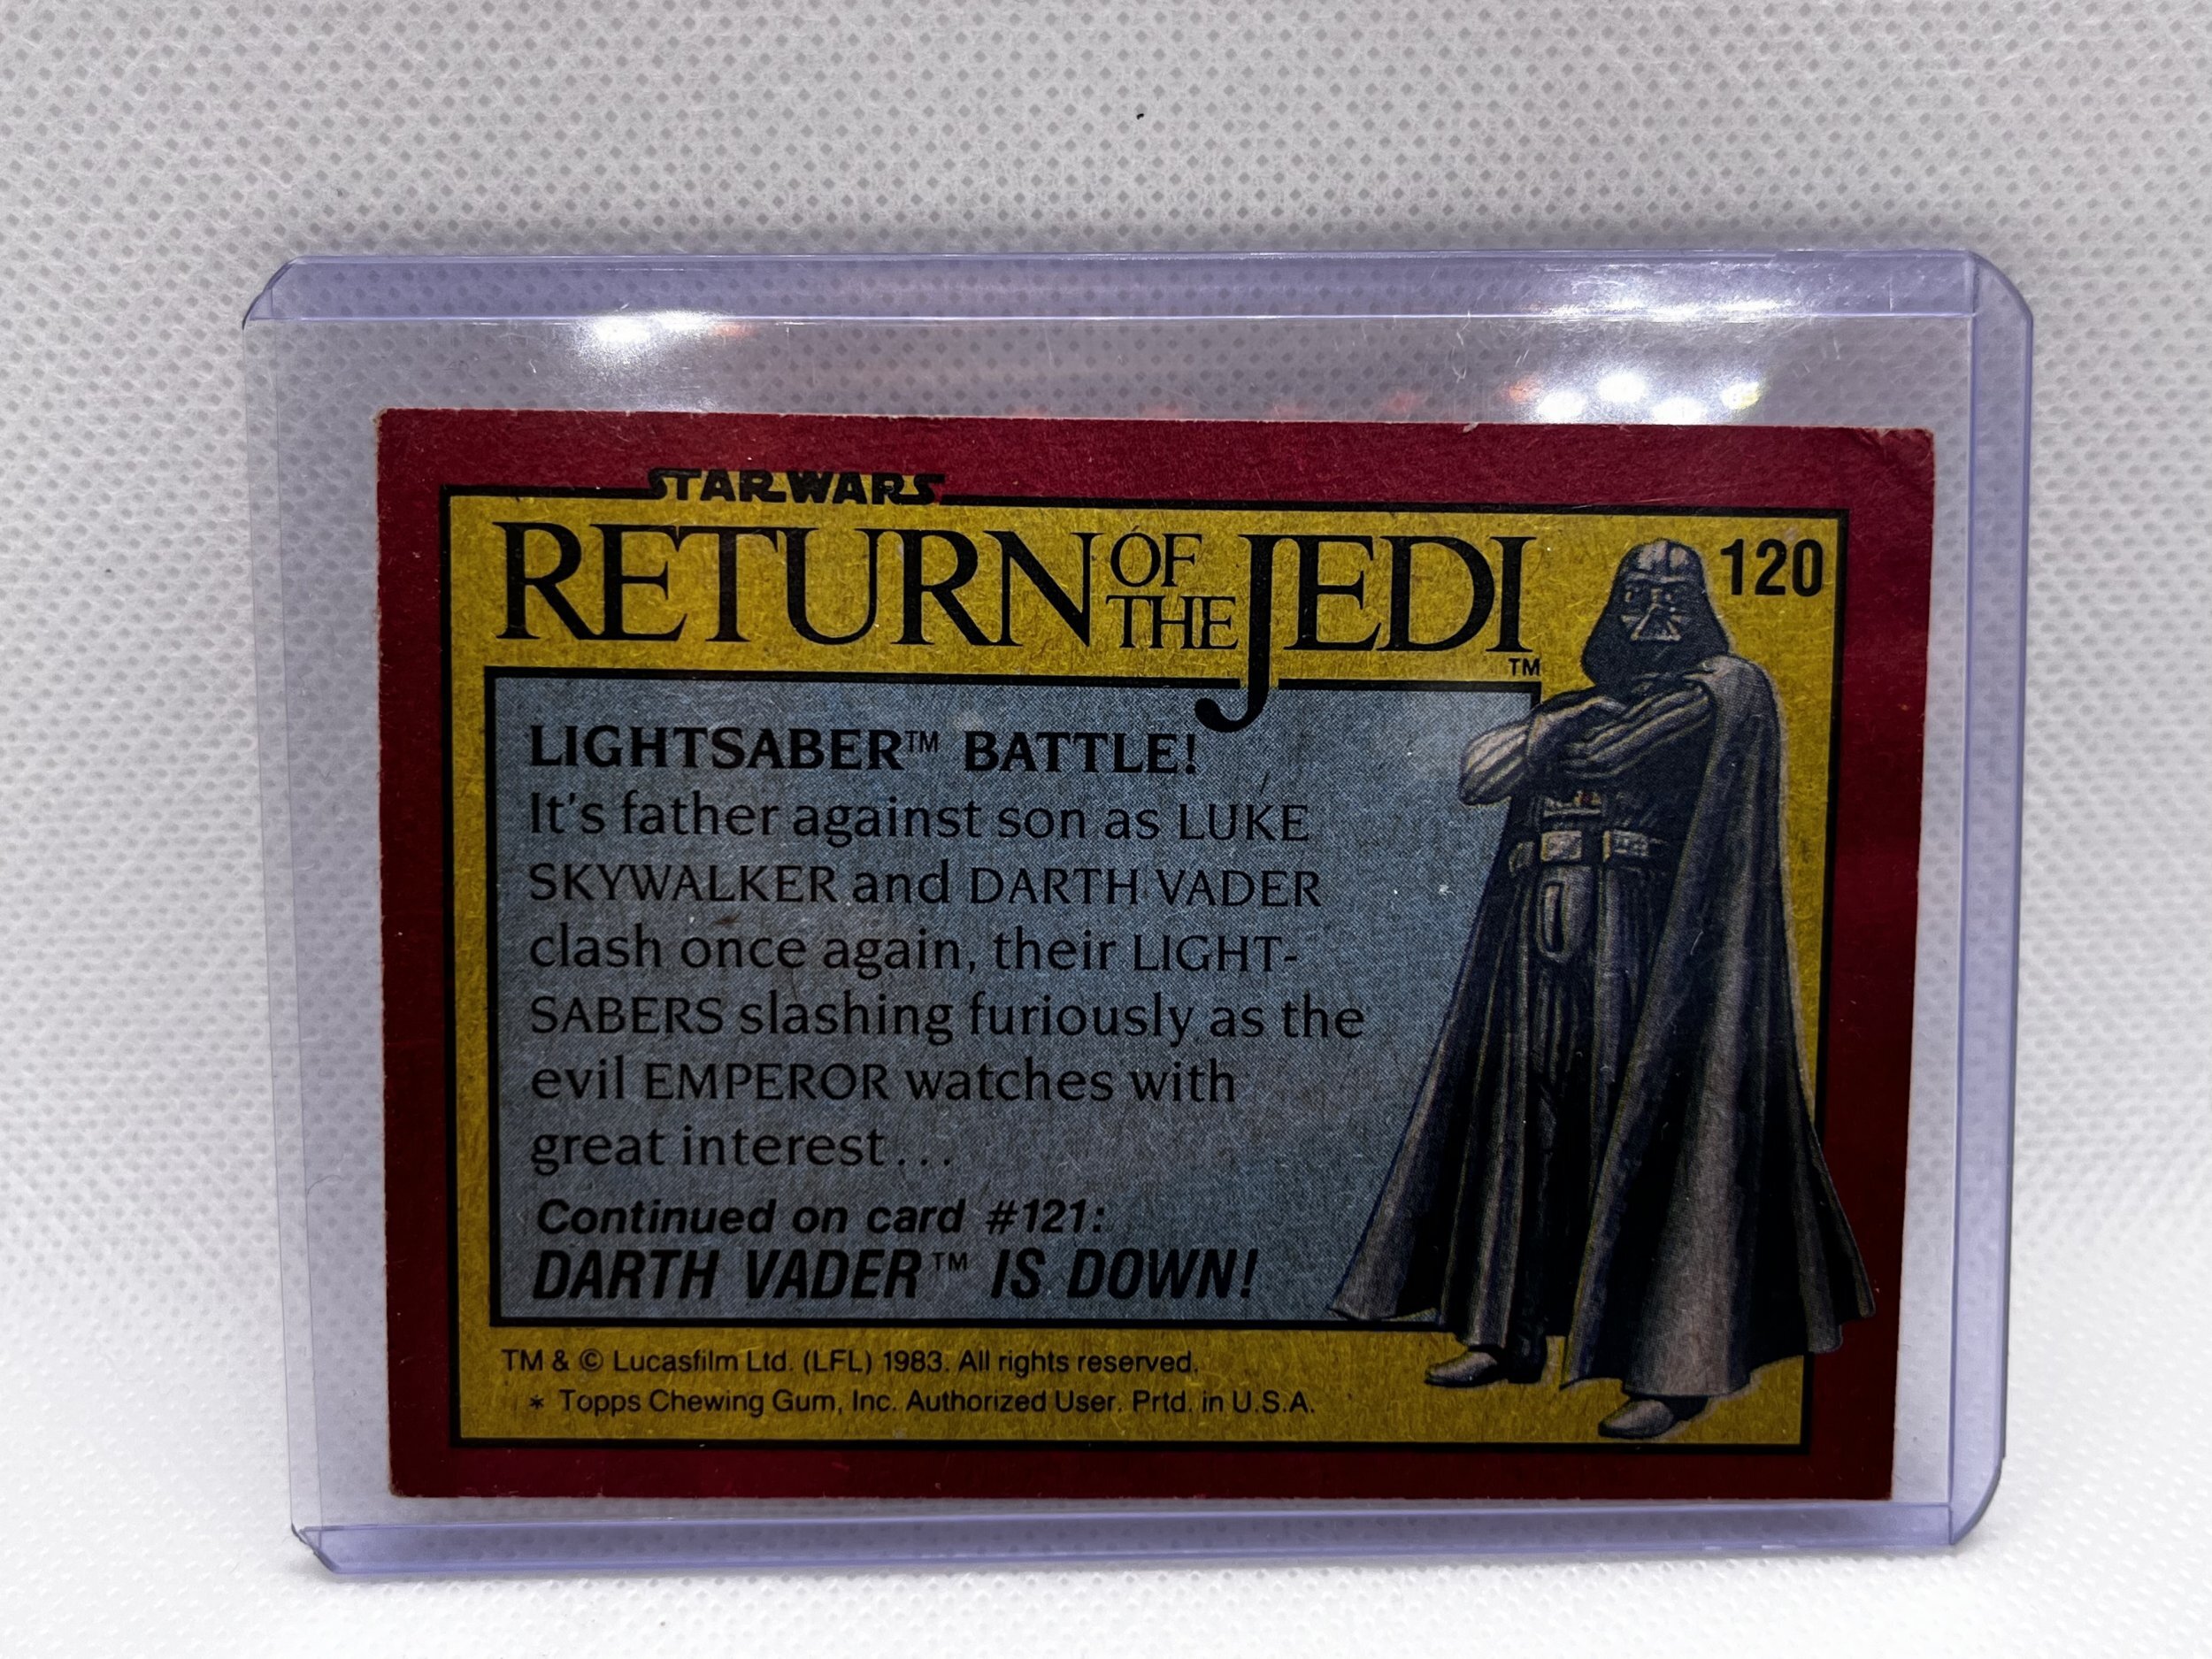 STAR WARS
RETURN OF THE JEDI™
120
LIGHTSABER™ BATTLE!
It's father against son as LUKE
SKYWALKER and DARTH VADER
clash once again, their LIGHT-
SABERS slashing furiously as the
evil EMPEROR watches with
great interest...
Continued on card #121:
DARTH VADER™ IS DOWN!
TM & © Lucasfilm Ltd. (LFL) 1983. All rights reserved.
* Topps Chewing Gum, Inc. Authorized User. Prtd. in U.S.A.